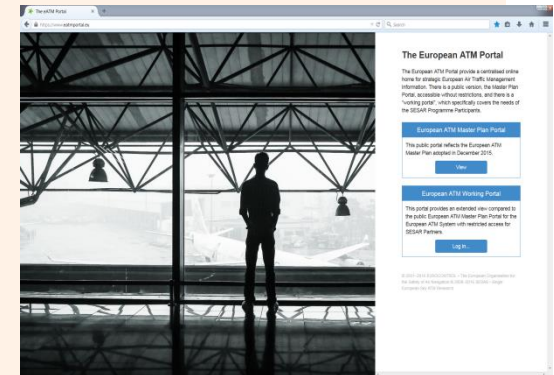 The eATM Portal
https://www.eatmportal.eu
Search
The European ATM Portal
The European ATM Portal provide a centralised online
home for strategic European Air Traffic Management
Information. There is a public version, the Master Plan
Portal, accessible without restrictions, and there is a
"working portal", which specifically covers the needs of
the SESAR Programme Participants.
European ATM Master Plan Portal
This public portal reflects the European ATM
Master Plan adopted in December 2015.
View
European ATM Working Portal
This portal provides an extended view compared to
the public European ATM Master Plan Portal for the
European ATM System with restricted access for
SESAR Partners.
Log in...